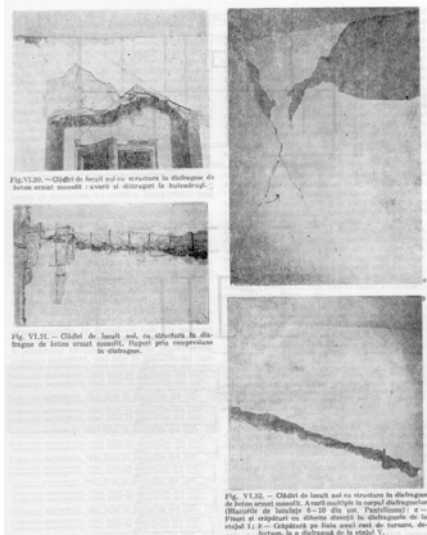 Fig.VI.30. — Clădiri de locuit noi cu structura în diafragme de
beton armat monolit : avarii și distrugeri la buiandrugi.
Fig. VI.31. — Clădiri de locuit noi, cu structura în dia-
fragme de beton armat monolit. Ruperi prin compresiune
în diafragme.
Fig. VI.32. — Clădiri de locuit noi cu structura în diafragme
de beton armat monolit. Avarii multiple în corpul diafragmelor
(Blocurile de locuințe 6—10 din șos. Pantelimon) : a —
Fisuri și crăpături cu diferite direcții în diafragmele de la
etajul 1; b — Crăpătură pe linia unui rost de turnare, de-
fectuos, la o diafragmă de la etajul V.